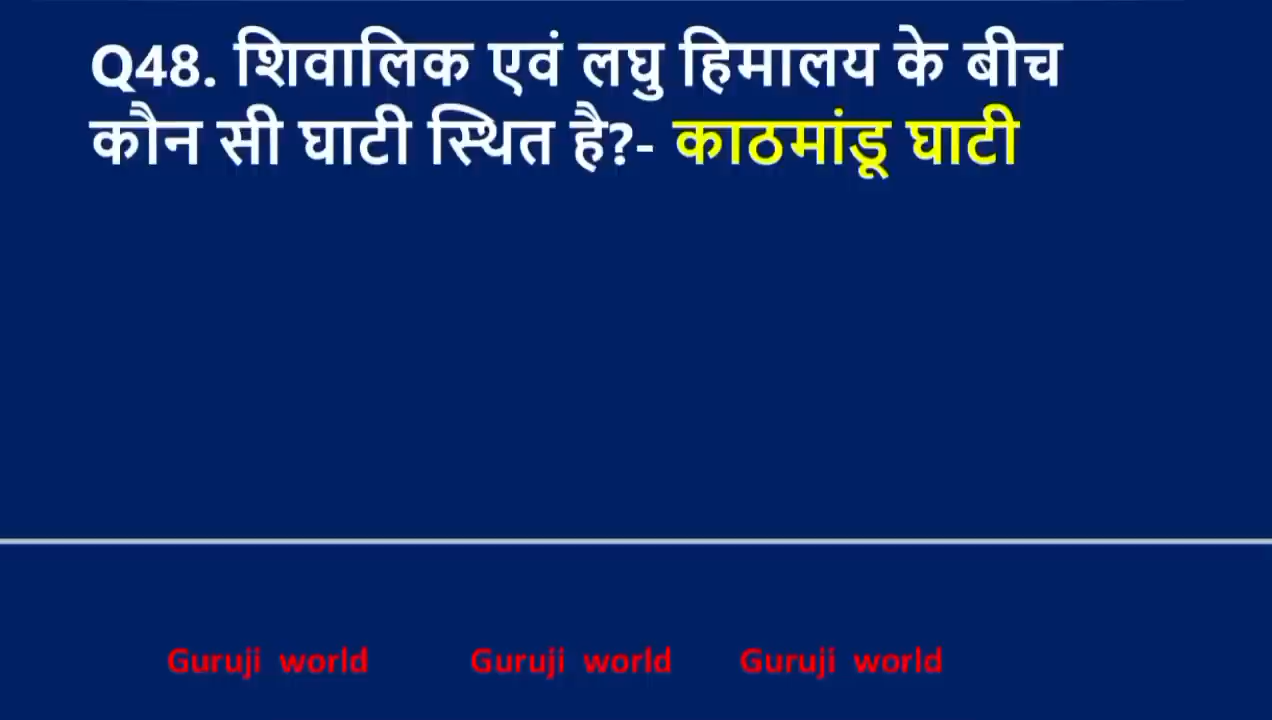 Q48. शिवालिक एवं लघु हिमालय के बीच
कौन सी घाटी स्थित है?- काठमांडू घाटी
Guruji world Guruji world Guruji world